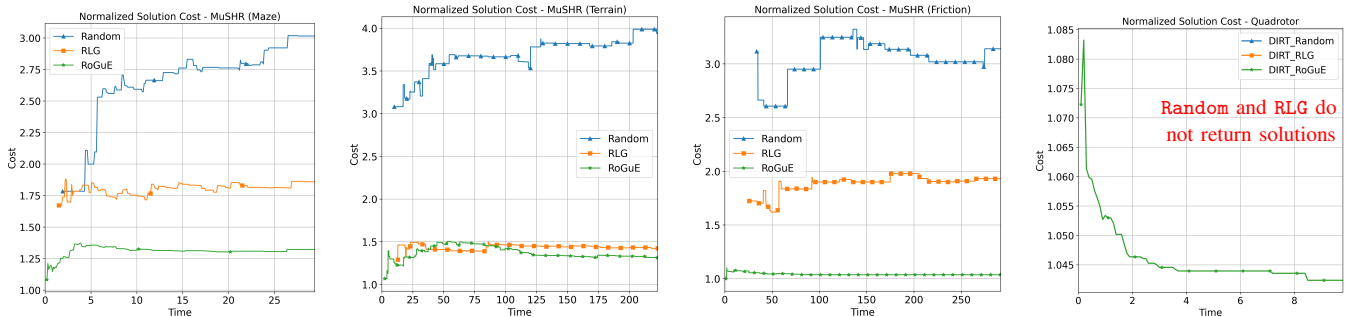 Normalized Solution Cost - MuSHR (Maze)
3.00
2.75
2.50
2.25
2.00
1.75
1.50
1.25
1.00
Cost
0
5
10
15
20
25
Time
Random
RLG
RoGuE
Normalized Solution Cost - MuSHR (Terrain)
4.0
3.5
3.0
2.5
2.0
1.5
1.0
Cost
0
25
50
75
100
125
150
175
200
Time
Random
RLG
RoGuE
Normalized Solution Cost - MuSHR (Friction)
3.0
2.5
2.0
1.5
1.0
Cost
0
50
100
150
200
250
Time
Random
RLG
RoGuE
Normalized Solution Cost - Quadrotor
1.085
1.080
1.075
1.070
1.065
1.060
1.055
1.050
1.045
Cost
0
2
4
6
8
Time
DIRT_Random
DIRT_RLG
DIRT_RoGuE
Random and RLG do
not return solutions